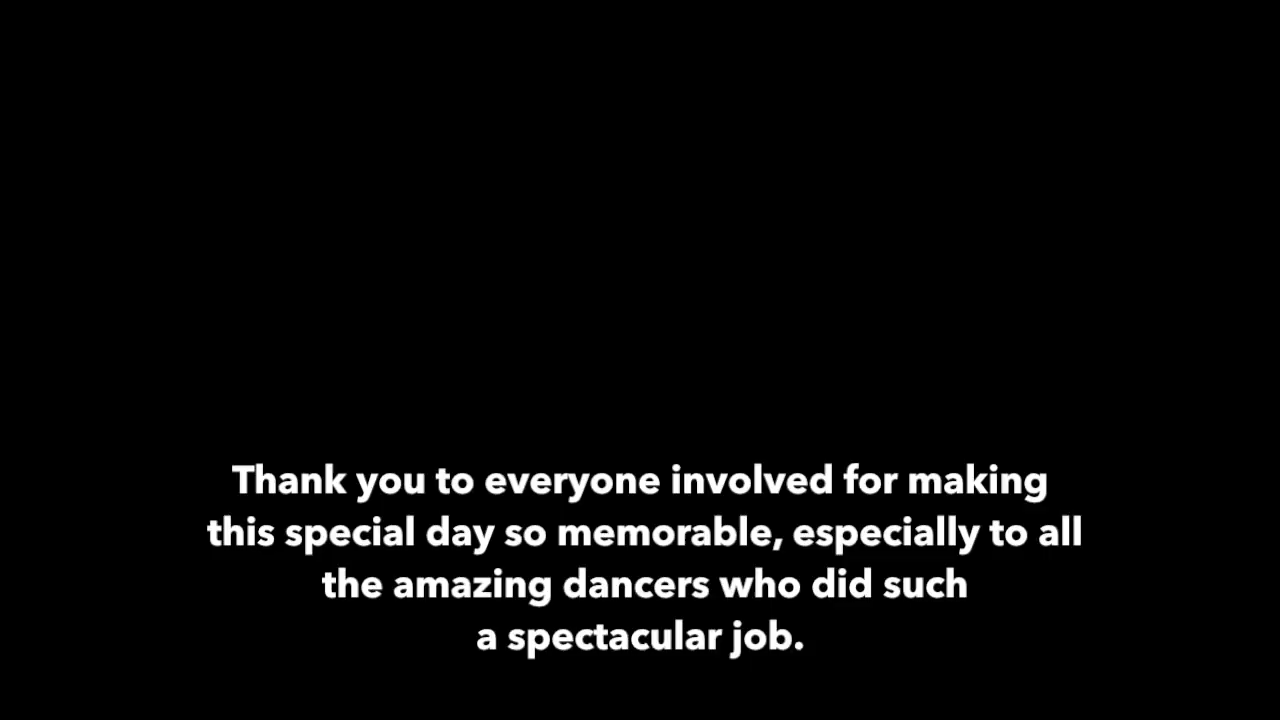 Thank you to everyone involved for making
this special day so memorable, especially to all
the amazing dancers who did such
a spectacular job.